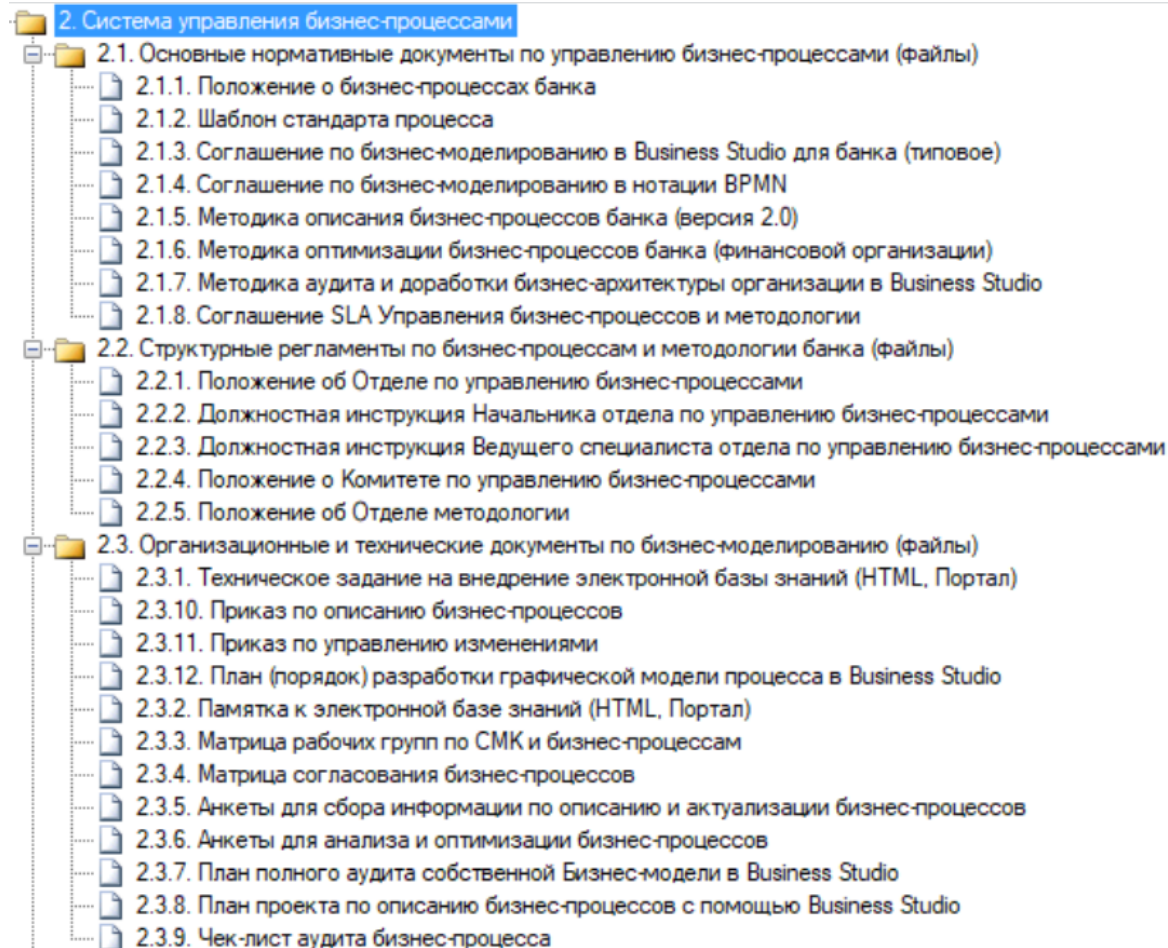 2. Система управления бизнес-процессами
2.1. Основные нормативные документы по управлению бизнес-процессами (файлы)
2.1.1. Положение о бизнес-процессах банка
2.1.2. Шаблон стандарта процесса
2.1.3. Соглашение по бизнес-моделированию в Business Studio для банка (типовое)
2.1.4. Соглашение по бизнес-моделированию в нотации BPMN
2.1.5. Методика описания бизнес-процессов банка (версия 2.0)
2.1.6. Методика оптимизации бизнес-процессов банка (финансовой организации)
2.1.7. Методика аудита и доработки бизнес-архитектуры организации в Business Studio
2.1.8. Соглашение SLA Управления бизнес-процессов и методологии
2.2. Структурные регламенты по бизнес-процессам и методологии банка (файлы)
2.2.1. Положение об Отделе по управлению бизнес-процессами
2.2.2. Должностная инструкция Начальника отдела по управлению бизнес-процессами
2.2.3. Должностная инструкция Ведущего специалиста отдела по управлению бизнес-процессами
2.2.4. Положение о Комитете по управлению бизнес-процессами
2.2.5. Положение об Отделе методологии
2.3. Организационные и технические документы по бизнес-моделированию (файлы)
2.3.1. Техническое задание на внедрение электронной базы знаний (HTML, Портал)
2.3.10. Приказ по описанию бизнес-процессов
2.3.11. Приказ по управлению изменениями
2.3.12. План (порядок) разработки графической модели процесса в Business Studio
2.3.2. Памятка к электронной базе знаний (HTML, Портал)
2.3.3. Матрица рабочих групп по СМК и бизнес-процессам
2.3.4. Матрица согласования бизнес-процессов
2.3.5. Анкеты для сбора информации по описанию и актуализации бизнес-процессов
2.3.6. Анкеты для анализа и оптимизации бизнес-процессов
2.3.7. План полного аудита собственной Бизнес-модели в Business Studio
2.3.8. План проекта по описанию бизнес-процессов с помощью Business Studio
2.3.9. Чек-лист аудита бизнес-процесса